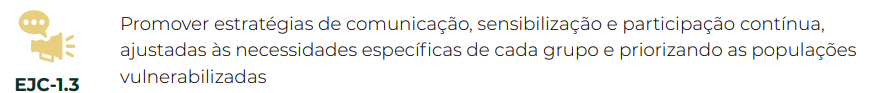 Promover estratégias de comunicação, sensibilização e participação contínua,
ajustadas às necessidades específicas de cada grupo e priorizando as populações
vulnerabilizadas
EJC-1.3